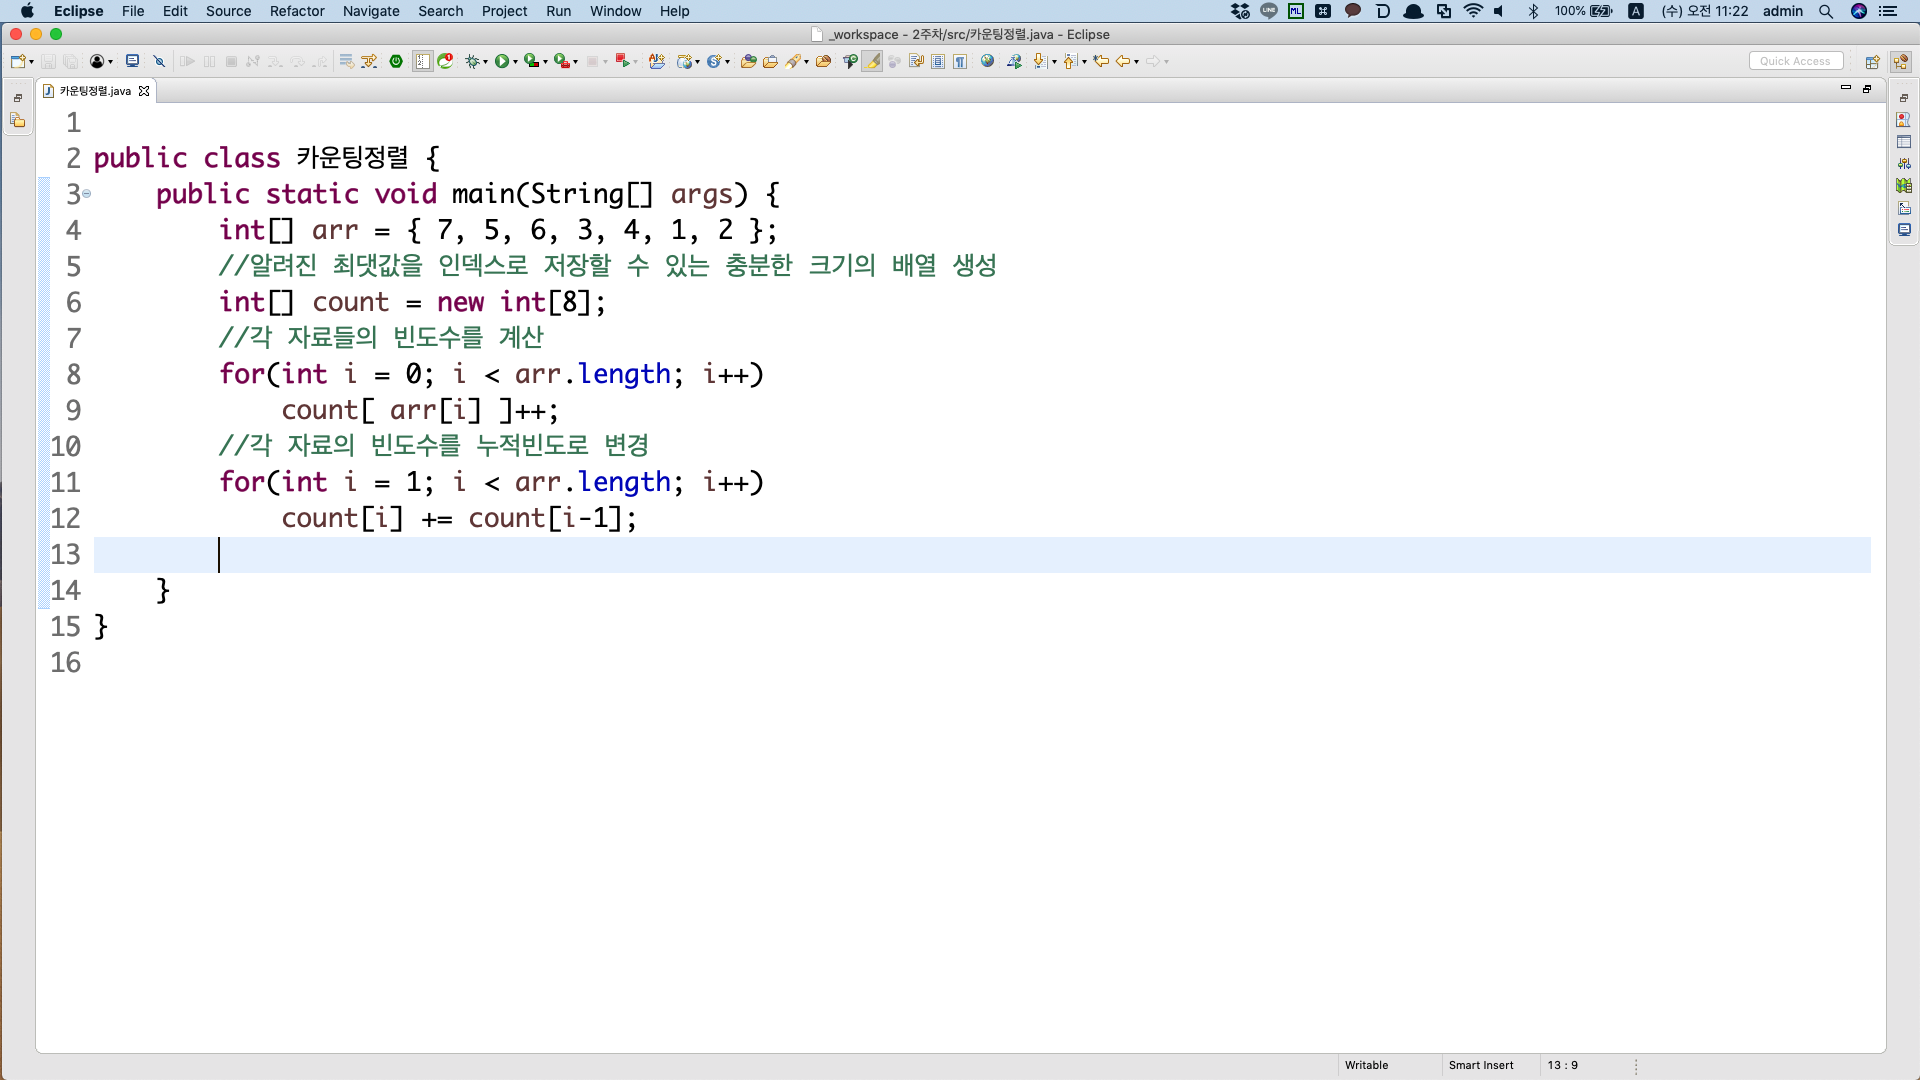 Eclipse File Edit Source Refactor Navigate Search Project Run Window Help 100% A (수) 오전 11:22 admin
_workspace - 2주차/src/카운팅정렬.java - Eclipse
Quick Access
카운팅정렬.java
1
2 public class 카운팅정렬 {
3 public static void main(String[] args) {
4 int[] arr = { 7, 5, 6, 3, 4, 1, 2 };
5 //알려진 최댓값을 인덱스로 저장할 수 있는 충분한 크기의 배열 생성
6 int[] count = new int[8];
7 //각 자료들의 빈도수를 계산
8 for(int i = 0; i < arr.length; i++)
9 count[ arr[i] ]++;
10 //각 자료의 빈도수를 누적빈도로 변경
11 for(int i = 1; i < arr.length; i++)
12 count[i] += count[i-1];
13
14 }
15 }
16
Writable Smart Insert 13 : 9